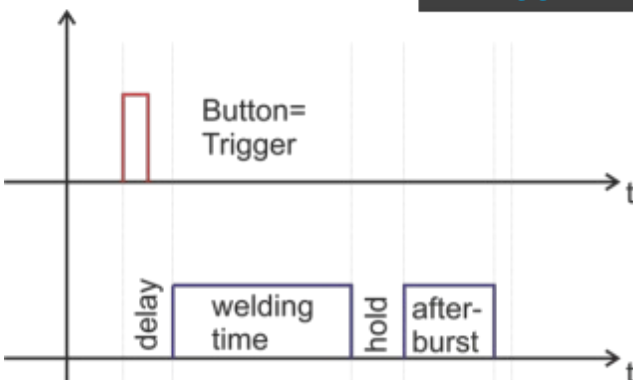 Button=
Trigger
t
delay
welding
time
hold
after-
burst
t